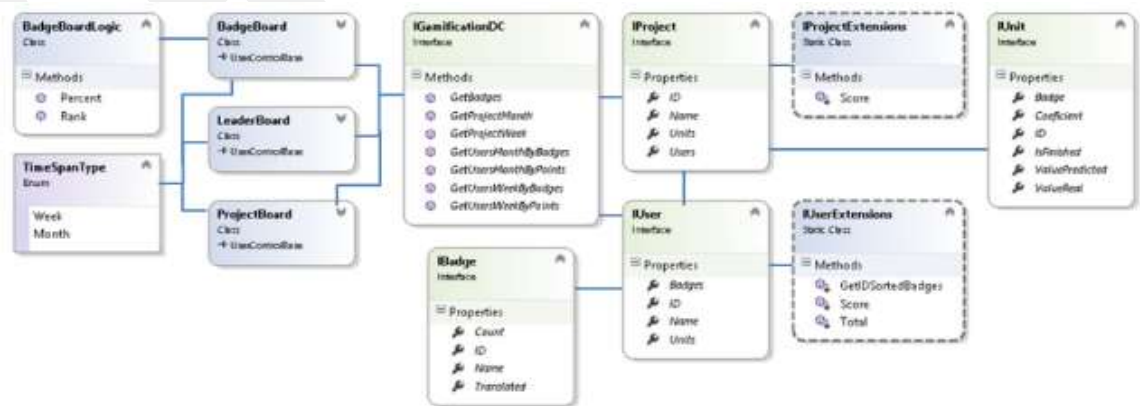 BadgeBoardLogic
Class
Methods
Percent
Rank
TimeSpanType
Enum
Week
Month
BadgeBoard
Class
UserControlBase
LeaderBoard
Class
UserControlBase
ProjectBoard
Class
UserControlBase
IGamificationDC
Interface
Methods
GetBadges
GetProjectMonth
GetProjectWeek
GetUsersMonthByBadges
GetUsersMonthByPoints
GetUsersWeekByBadges
GetUsersWeekByPoints
IBadge
Interface
Properties
Count
ID
Name
Translated
IProject
Interface
Properties
ID
Name
Units
Users
IUser
Interface
Properties
Badges
ID
Name
Units
IProjectExtensions
Static Class
Methods
Score
IUserExtensions
Static Class
Methods
GetIDSortedBadges
Score
Total
IUnit
Interface
Properties
Badge
Coeficient
ID
IsFinished
ValuePredicted
ValueReal